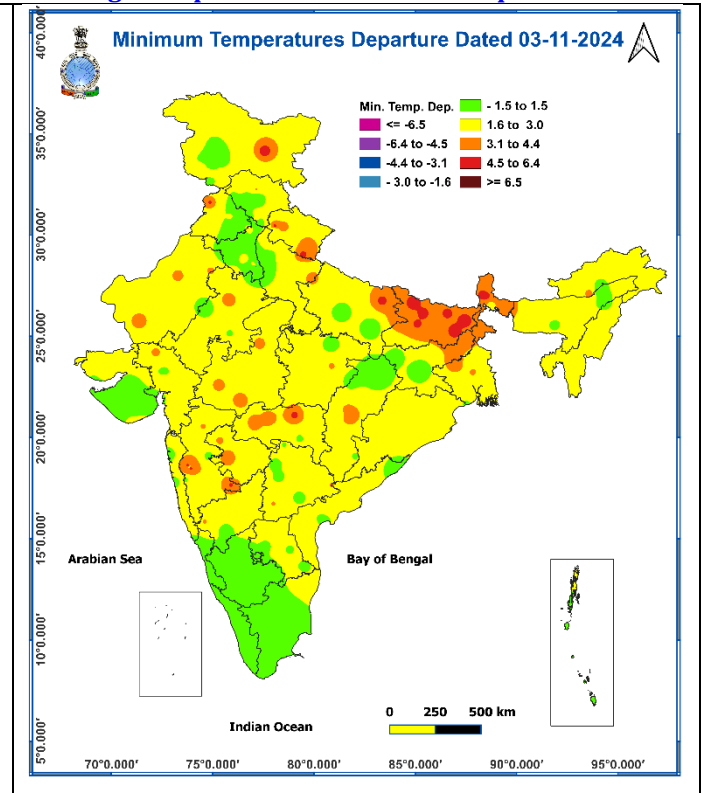 Minimum Temperatures Departure Dated 03-11-2024
Min. Temp. Dep.
<= -6.5
-6.4 to -4.5
-4.4 to -3.1
- 3.0 to -1.6
- 1.5 to 1.5
1.6 to 3.0
3.1 to 4.4
4.5 to 6.4
>= 6.5
40°0.000'
35°0.000'
30°0.000'
25°0.000'
20°0.000'
15°0.000'
10°0.000'
5°0.000'
Arabian Sea
Bay of Bengal
Indian Ocean
0 250 500 km
70°0.000' 75°0.000' 80°0.000' 85°0.000' 90°0.000' 95°0.000'